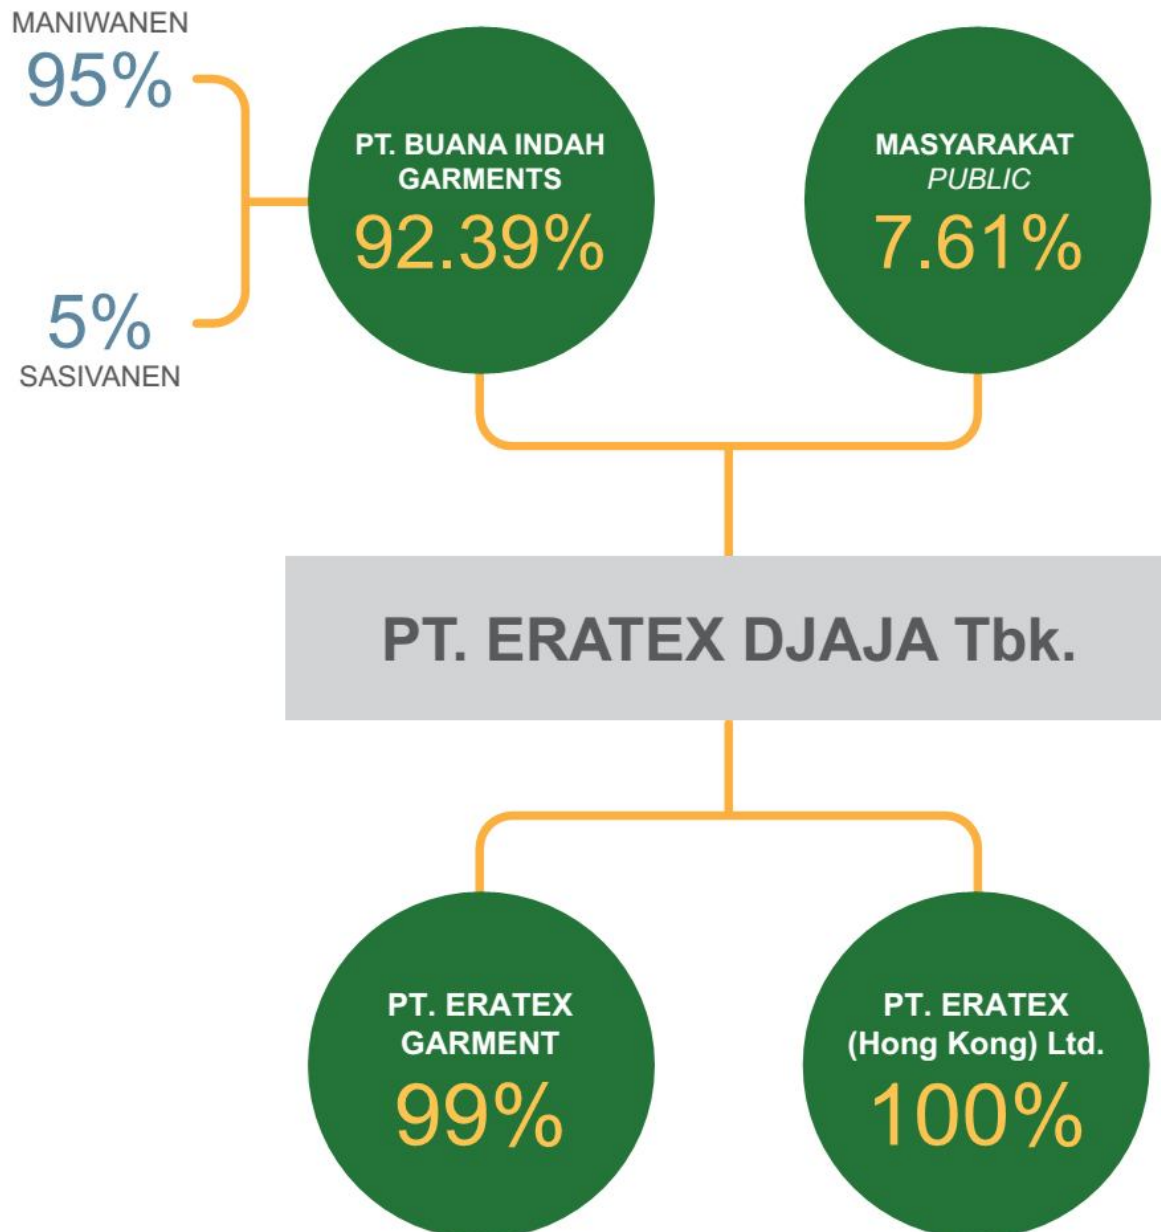 MANIWANEN
95%
5%
SASIVANEN
PT. BUANA INDAH
GARMENTS
92.39%
MASYARAKAT
PUBLIC
7.61%
PT. ERATEX DJAJA Tbk.
PT. ERATEX
GARMENT
99%
PT. ERATEX
(Hong Kong) Ltd.
100%